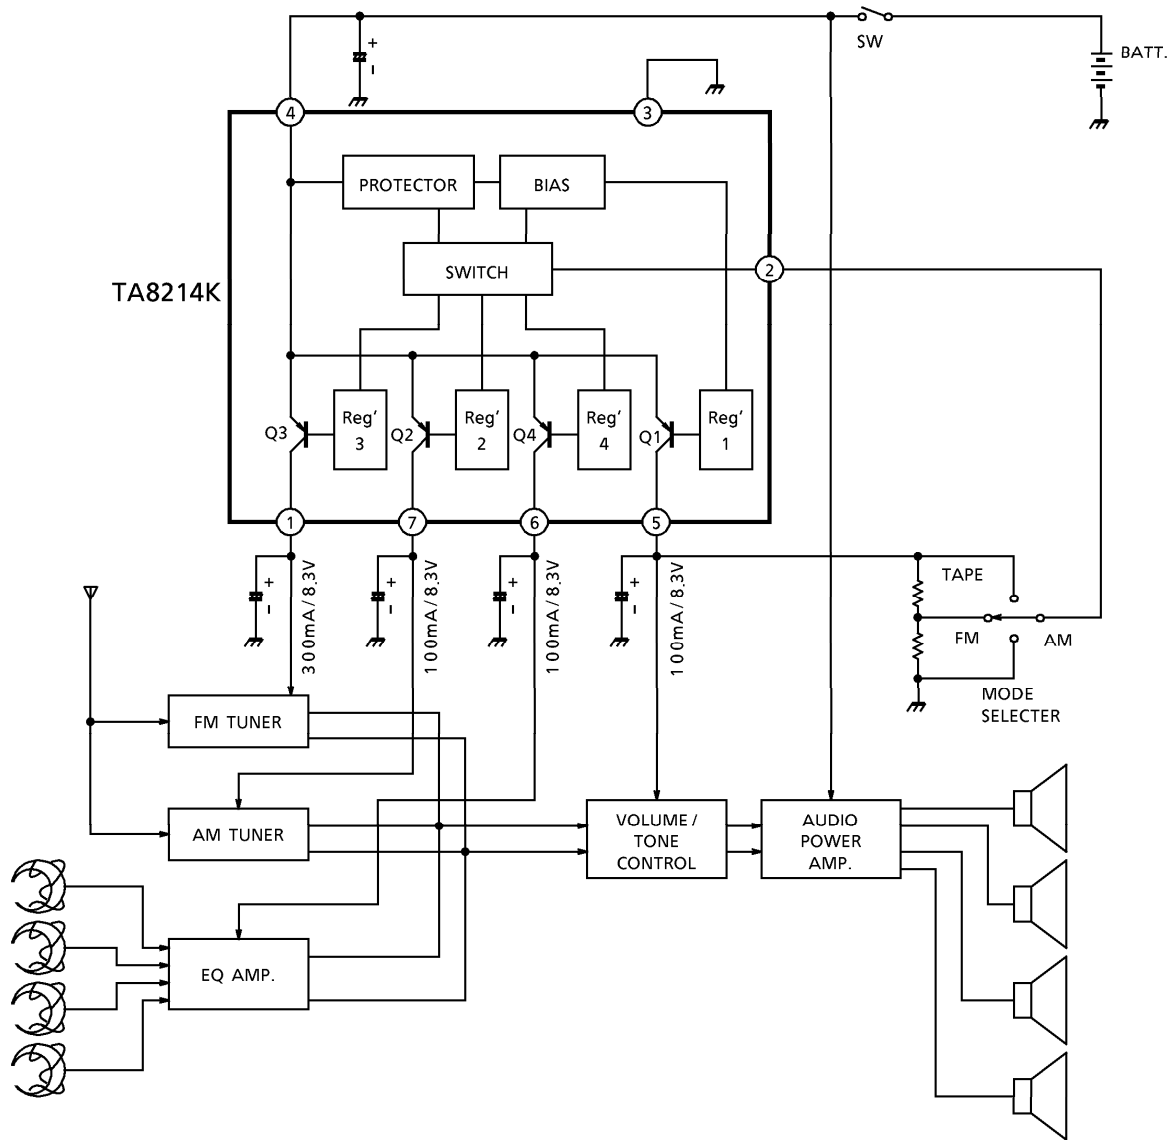 SW
+
-
BATT.
4
3
PROTECTOR
BIAS
SWITCH
2
TA8214K
Q3
Reg' 3
Q2
Reg' 2
Q4
Reg' 4
Q1
Reg' 1
1
7
6
5
+
-
300mA/8.3V
+
-
100mA/8.3V
+
-
100mA/8.3V
+
-
100mA/8.3V
TAPE
FM
AM
MODE
SELECTER
FM TUNER
AM TUNER
VOLUME /
TONE
CONTROL
AUDIO
POWER
AMP.
EQ AMP.